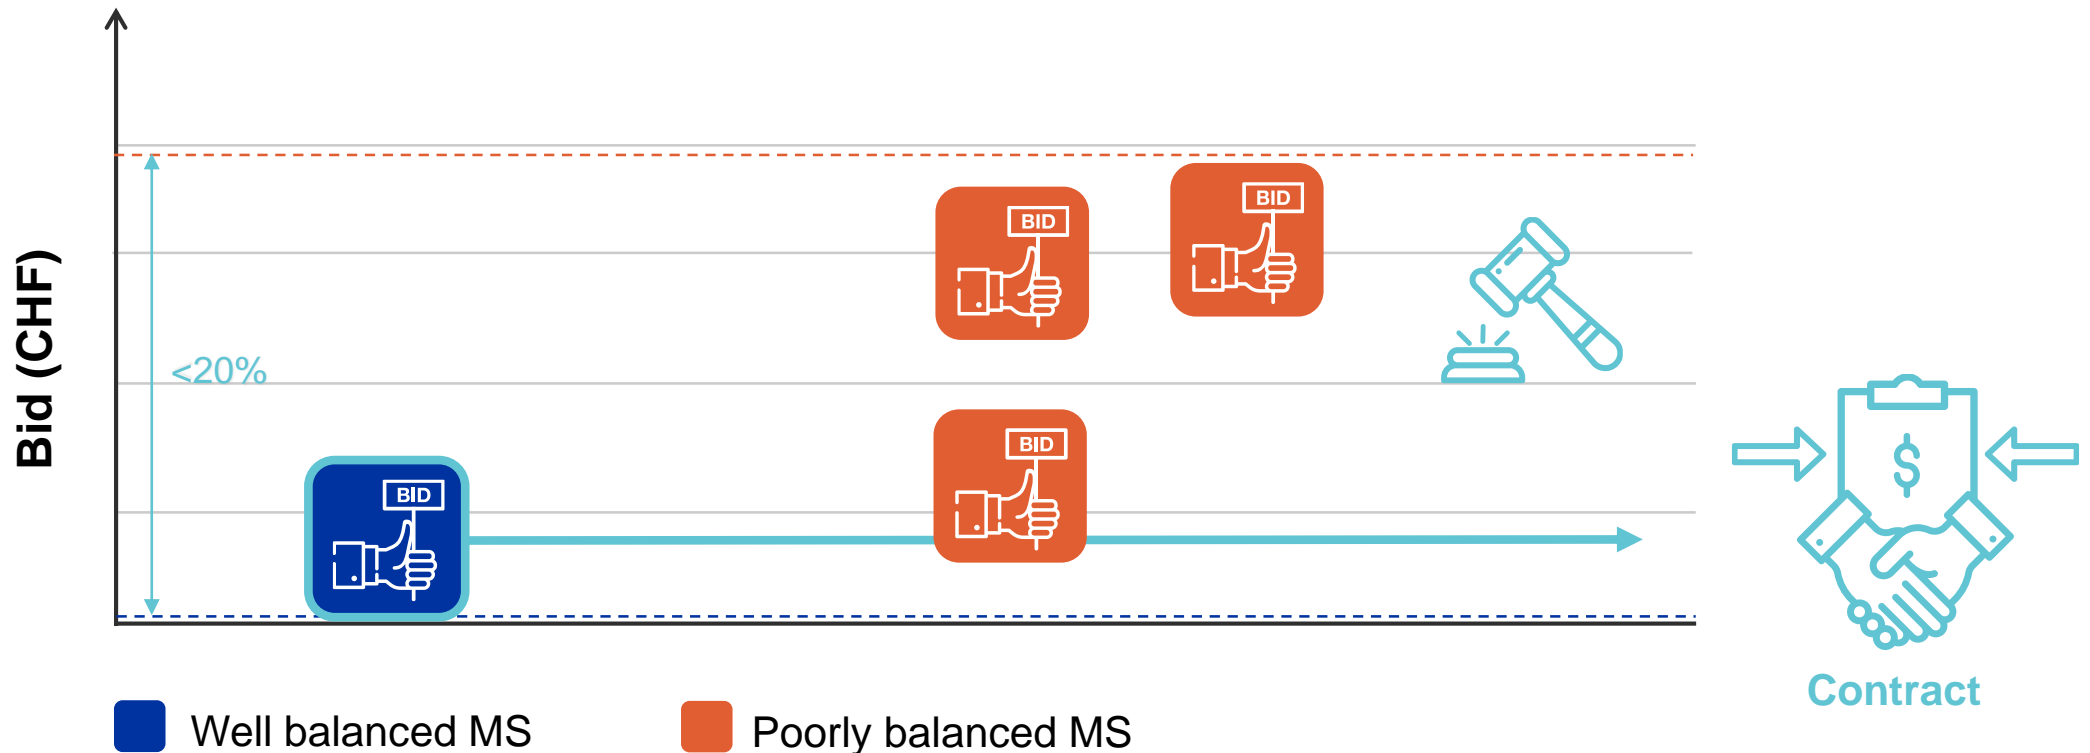 Bid (CHF)
BID
BID
<20%
BID
BID
$
Contract
Well balanced MS
Poorly balanced MS